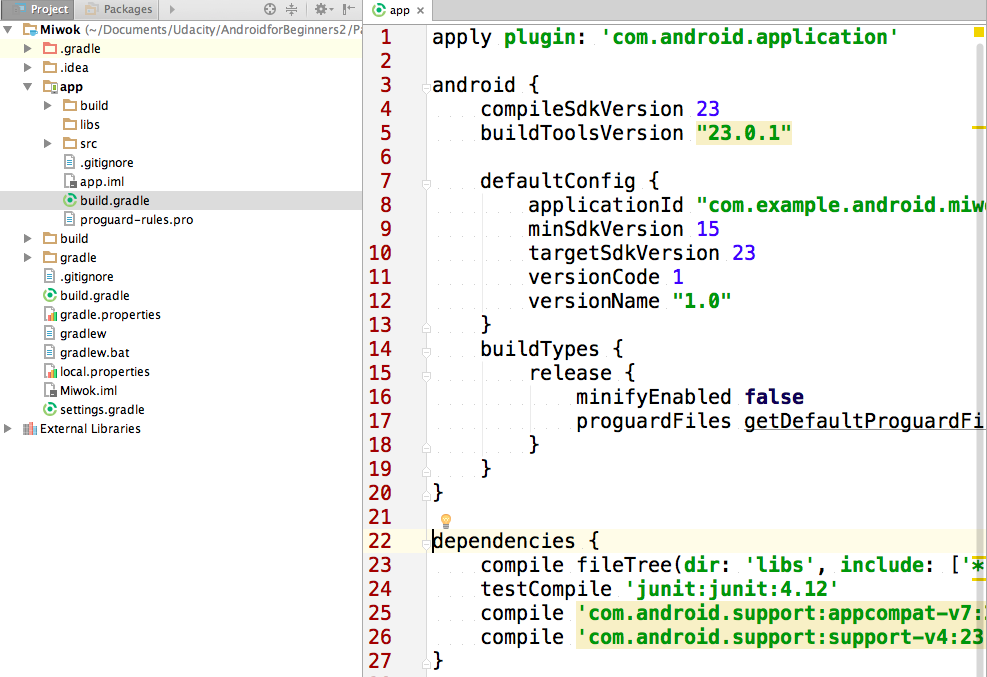 Project Packages
app
Miwok (~/Documents/Udacity/AndroidforBeginners2/
.gradle
.idea
app
build
libs
src
.gitignore
app.iml
build.gradle
proguard-rules.pro
build
gradle
.gitignore
build.gradle
gradle.properties
gradlew
gradlew.bat
local.properties
Miwok.iml
settings.gradle
External Libraries
1 apply plugin: 'com.android.application'
2
3 android {
4 compileSdkVersion 23
5 buildToolsVersion "23.0.1"
6
7 defaultConfig {
8 applicationId "com.example.android.miw
9 minSdkVersion 15
10 targetSdkVersion 23
11 versionCode 1
12 versionName "1.0"
13 }
14 buildTypes {
15 release {
16 minifyEnabled false
17 proguardFiles getDefaultProguardFi
18 }
19 }
20 }
21
22 dependencies {
23 compile fileTree(dir: 'libs', include: ['*
24 testCompile 'junit:junit:4.12'
25 compile 'com.android.support:appcompat-v7:
26 compile 'com.android.support:support-v4:23
27 }